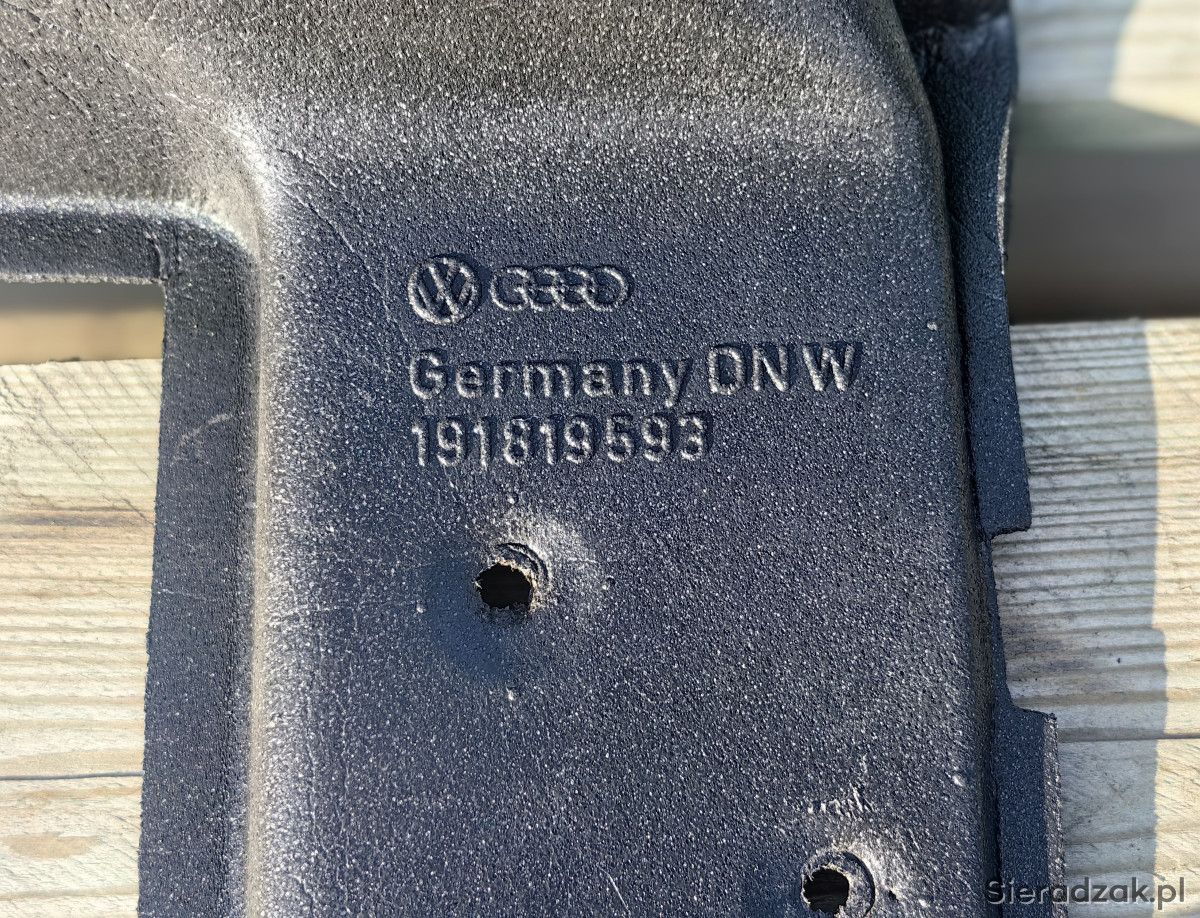 Germany DN W
191819593
Sieradzak.pl